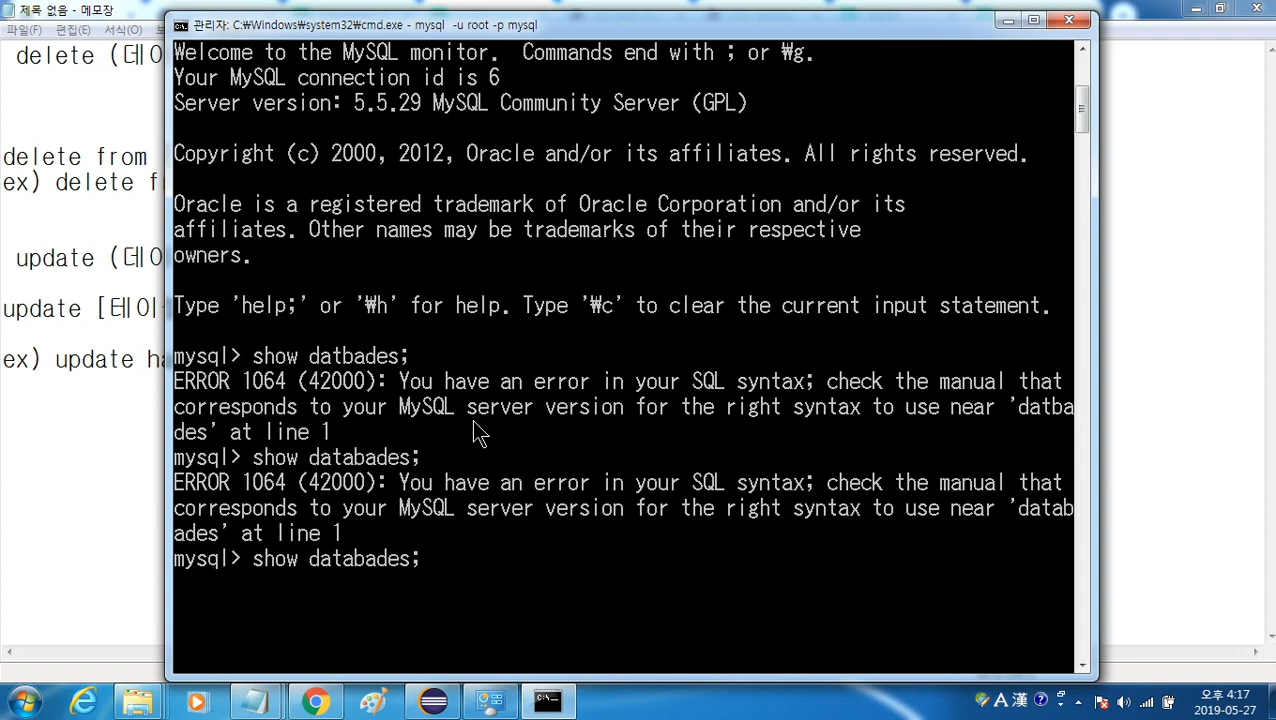 제목 없음 - 메모장
파일(F) 편집(E) 서식(O)
delete (데이
delete from
ex) delete f
update (데이
update [테이
ex) update ha
관리자: C:₩Windows₩system32₩cmd.exe - mysql -u root -p mysql
Welcome to the MySQL monitor.  Commands end with ; or ₩g.
Your MySQL connection id is 6
Server version: 5.5.29 MySQL Community Server (GPL)
Copyright (c) 2000, 2012, Oracle and/or its affiliates. All rights reserved.
Oracle is a registered trademark of Oracle Corporation and/or its
affiliates. Other names may be trademarks of their respective
owners.
Type 'help;' or '₩h' for help. Type '₩c' to clear the current input statement.
mysql> show datbades;
ERROR 1064 (42000): You have an error in your SQL syntax; check the manual that
corresponds to your MySQL server version for the right syntax to use near 'datba
des' at line 1
mysql> show databades;
ERROR 1064 (42000): You have an error in your SQL syntax; check the manual that
corresponds to your MySQL server version for the right syntax to use near 'datab
ades' at line 1
mysql> show databades;
A 漢
오후 4:17
2019-05-27